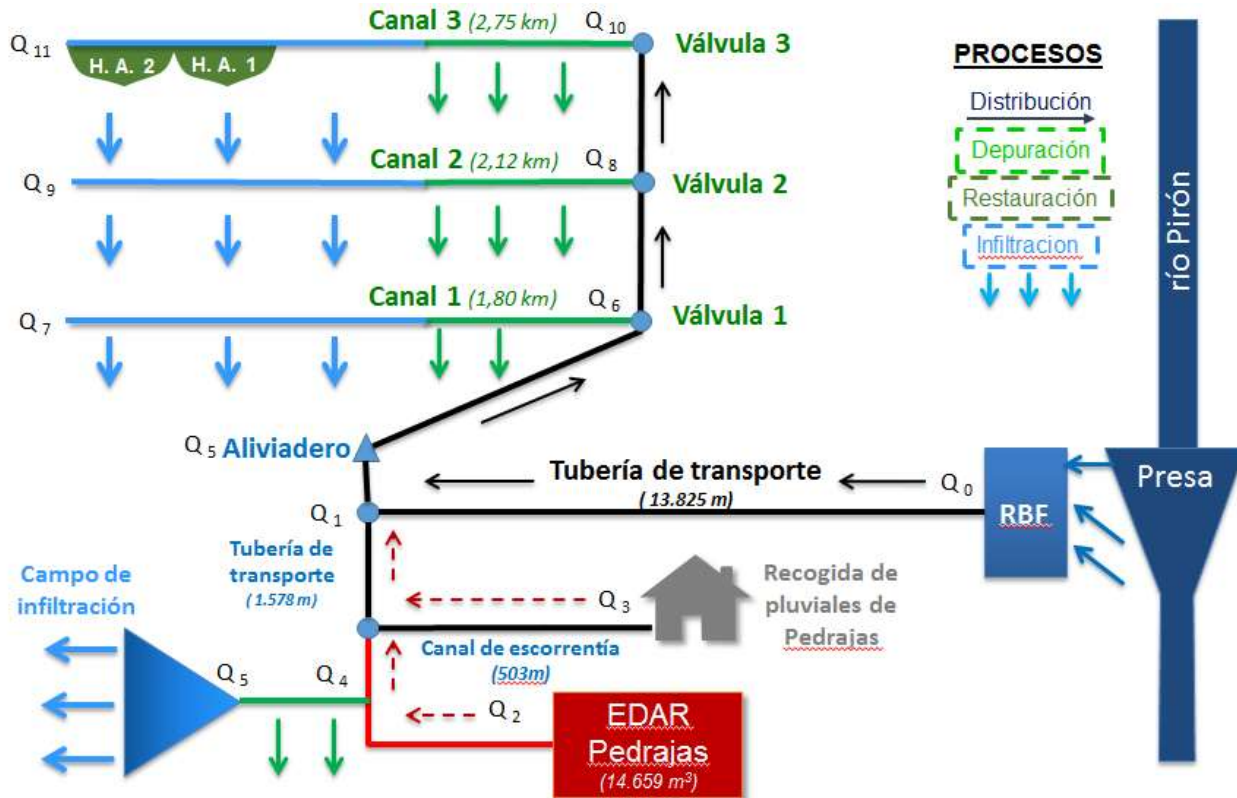 Canal 3 (2,75 km)
Q 10
Válvula 3
Q 11
H. A. 2
H. A. 1
Canal 2 (2,12 km)
Q 8
Válvula 2
Q 9
Canal 1 (1,80 km)
Q 6
Válvula 1
Q 7
PROCESOS
Distribución
Depuración
Restauración
Infiltracion
río Pirón
Presa
RBF
Q 0
Tubería de transporte
( 13.825 m)
Q 5
Aliviadero
Q 1
Tubería de
transporte
( 1.578 m)
Q 3
Recogida de
pluviales de
Pedrajas
Canal de escorrentía
(503m)
Campo de
infiltración
Q 5
Q 4
Q 2
EDAR
Pedrajas
(14.659 m³)